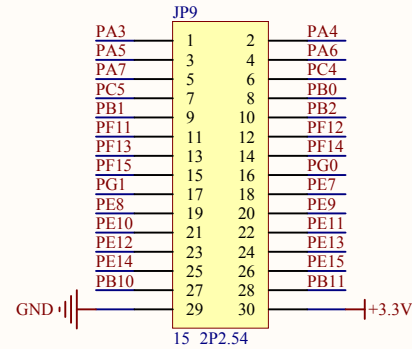 JP9
PA3 1 2 PA4
PA5 3 4 PA6
PA7 5 6 PC4
PC5 7 8 PB0
PB1 9 10 PB2
PF11 11 12 PF12
PF13 13 14 PF14
PF15 15 16 PG0
PG1 17 18 PE7
PE8 19 20 PE9
PE10 21 22 PE11
PE12 23 24 PE13
PE14 25 26 PE15
PB10 27 28 PB11
GND 29 30 +3.3V
15 2P2.54